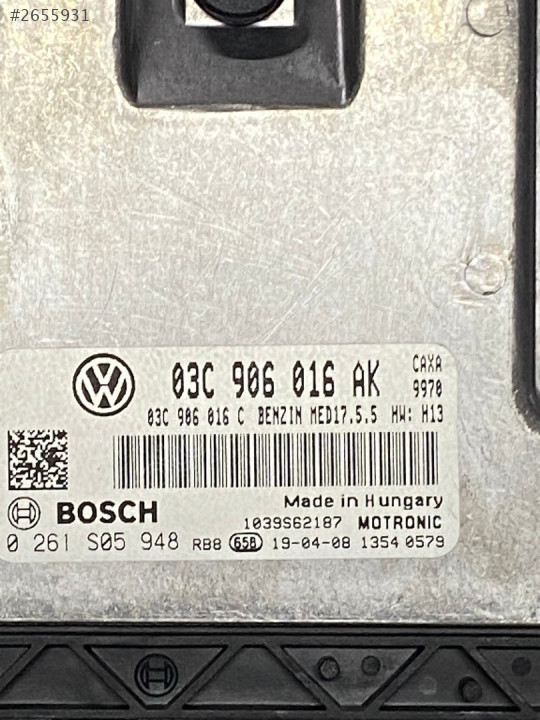 #2655931
03C 906 016 AK
CAXA
9970
03C 906 016 C BENZIN MED17.5.5 HW: H13
Made in Hungary
BOSCH
1039S62187 MOTRONIC
0 261 S05 948 RB8 65B 19-04-08 1354 0579